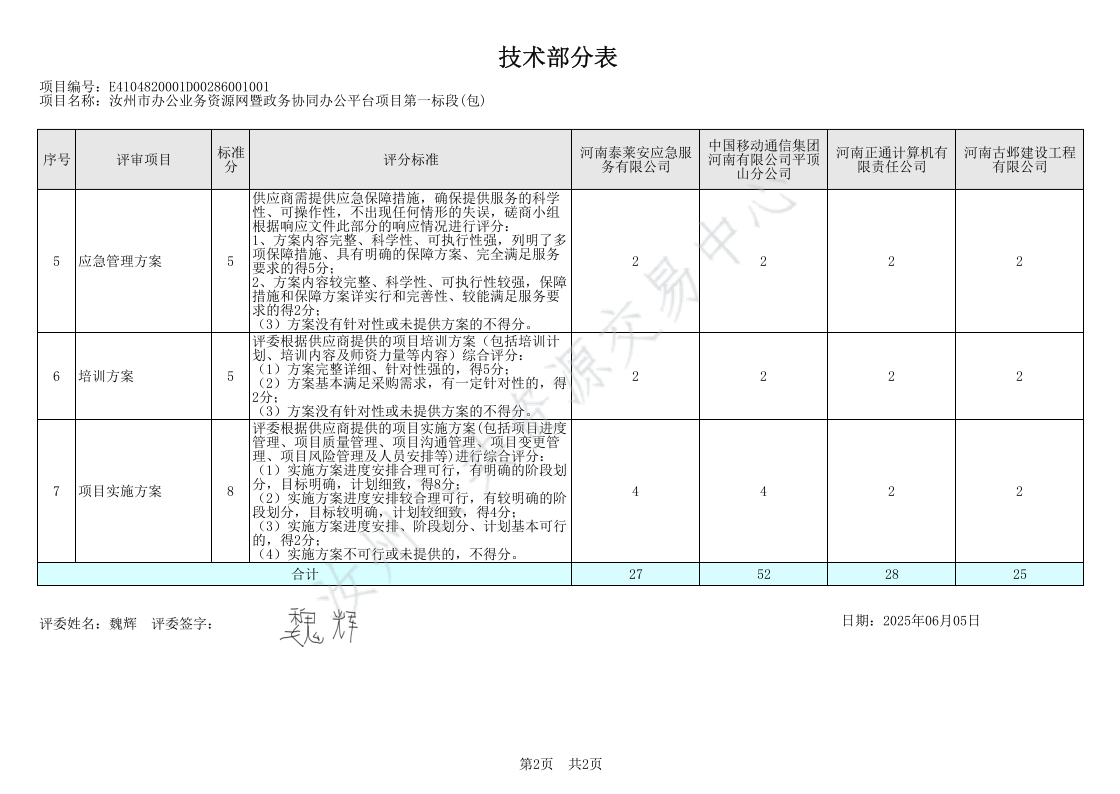 技术部分表
项目编号：E4104820001D00286001001
项目名称：汝州市办公业务资源网暨政务协同办公平台项目第一标段(包)
序号
评审项目
标准
分
评分标准
河南泰莱安应急服
务有限公司
中国移动通信集团
河南有限公司平顶
山分公司
河南正通计算机有
限责任公司
河南古邺建设工程
有限公司
5
应急管理方案
5
供应商需提供应急保障措施，确保提供服务的科学
性、可操作性，不出现任何情形的失误，磋商小组
根据响应文件此部分的响应情况进行评分：
1、方案内容完整、科学性、可执行性强，列明了多
项保障措施、具有明确的保障方案、完全满足服务
要求的得5分；
2、方案内容较完整、科学性、可执行性较强，保障
措施和保障方案详实行和完善性、较能满足服务要
求的得2分；
（3）方案没有针对性或未提供方案的不得分。
2
2
2
2
6
培训方案
5
评委根据供应商提供的项目培训方案（包括培训计
划、培训内容及师资力量等内容）综合评分：
（1）方案完整详细、针对性强的，得5分；
（2）方案基本满足采购需求，有一定针对性的，得
2分；
（3）方案没有针对性或未提供方案的不得分。
2
2
2
2
7
项目实施方案
8
评委根据供应商提供的项目实施方案(包括项目进度
管理、项目质量管理、项目沟通管理、项目变更管
理、项目风险管理及人员安排等)进行综合评分：
（1）实施方案进度安排合理可行，有明确的阶段划
分，目标明确，计划细致，得8分；
（2）实施方案进度安排较合理可行，有较明确的阶
段划分，目标较明确，计划较细致，得4分；
（3）实施方案进度安排、阶段划分、计划基本可行
的，得2分；
（4）实施方案不可行或未提供的，不得分。
4
4
2
2
合计
27
52
28
25
评委姓名：魏辉 评委签字：
魏辉
日期：2025年06月05日
汝州公共资源交易中心
第2页 共2页